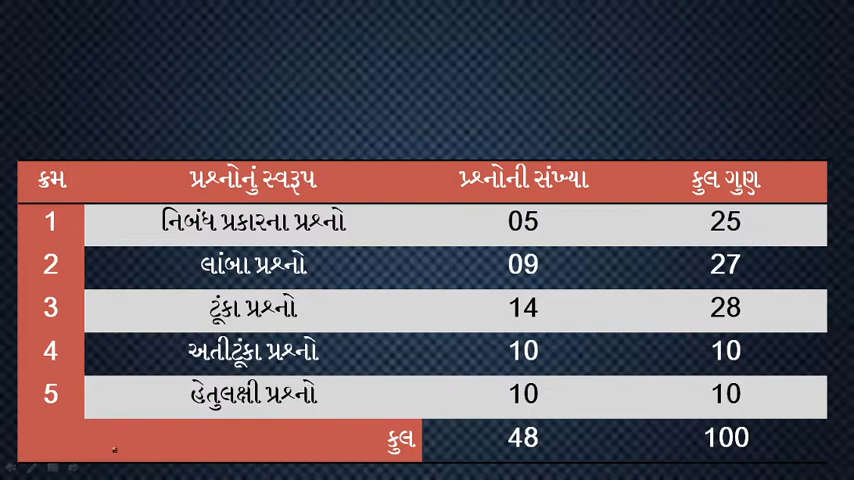 ક્રમ પ્રશ્નોનું સ્વરૂપ પ્ર્શ્નોની સંખ્યા કુલ ગુણ
1 નિબંધ પ્રકારના પ્રશ્નો 05 25
2 લાંબા પ્રશ્નો 09 27
3 ટૂંકા પ્રશ્નો 14 28
4 અતીટૂંકા પ્રશ્નો 10 10
5 હેતુલક્ષી પ્રશ્નો 10 10
કુલ 48 100